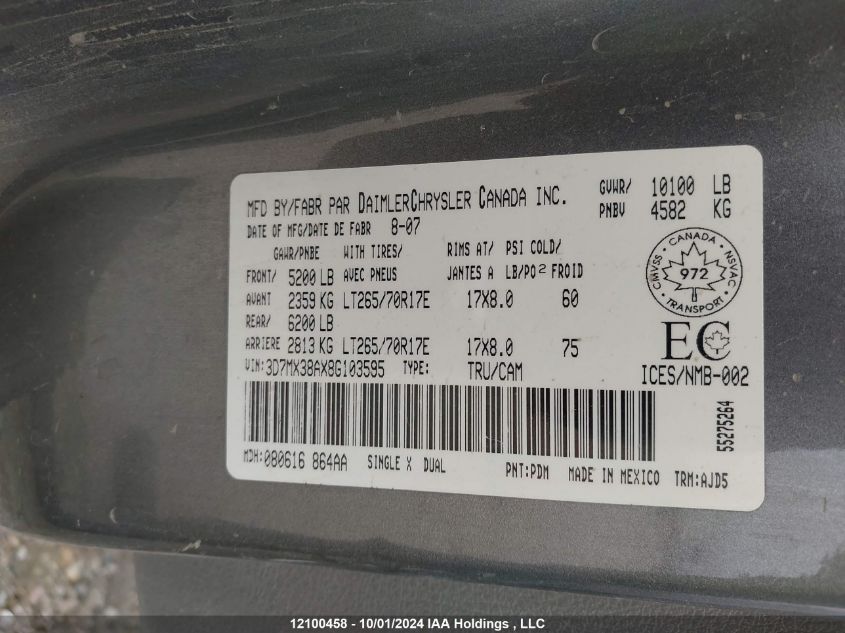 MFD BY/FABR PAR DAIMLERCHRYSLER CANADA INC. GVWR/ 10100 LB
DATE OF MFG/DATE DE FABR 8-07 PNBV 4582 KG
GAWR/PNBE WITH TIRES/ RIMS AT/ PSI COLD/
FRONT/ 5200 LB AVEC PNEUS JANTES A LB/PO2 FROID
AVANT 2359 KG LT265/70R17E 17X8.0 60
REAR/ 6200 LB
ARRIERE 2813 KG LT265/70R17E 17X8.0 75
VIN: 3D7MX38AX8G103595 TYPE: TRU/CAM
CANADA
CMVSS NSVAC
972
TRANSPORT
EC
ICES/NMB-002
55275264
MDH:080616 864AA SINGLE X DUAL PNT:PDM MADE IN MEXICO TRM:AJD5
12100458 - 10/01/2024 IAA Holdings , LLC